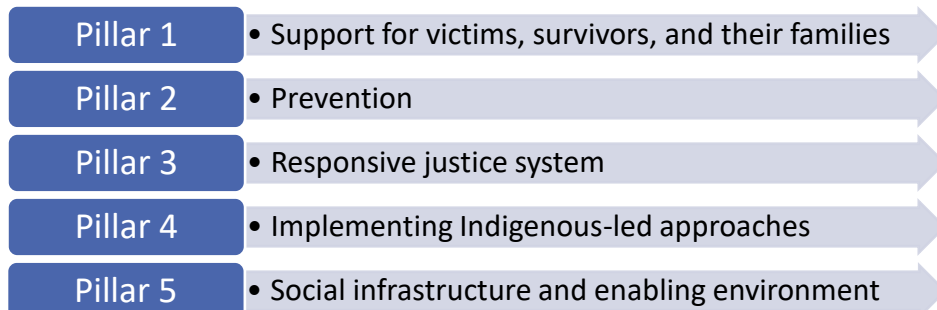 Pillar 1 • Support for victims, survivors, and their families
Pillar 2 • Prevention
Pillar 3 • Responsive justice system
Pillar 4 • Implementing Indigenous-led approaches
Pillar 5 • Social infrastructure and enabling environment